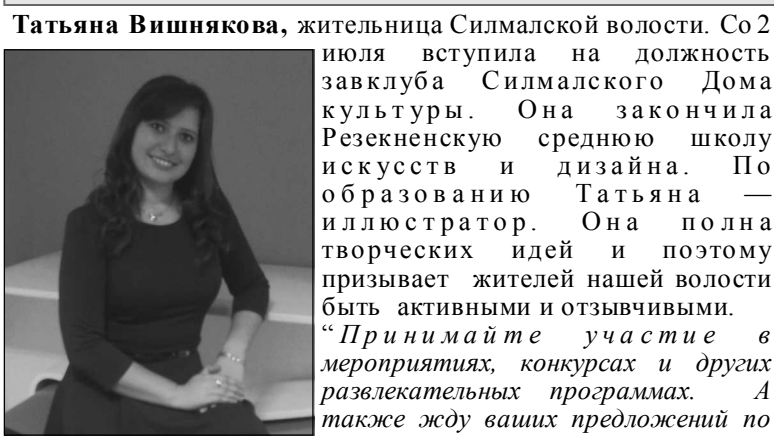 Татьяна Вишнякова, жительница Силмалской волости. Со 2
июля вступила на должность
завклуба Силмалского Дома
культуры. Она закончила
Резекненскую среднюю школу
искусств и дизайна. По
образованию Татьяна —
иллюстратор. Она полна
творческих идей и поэтому
призывает жителей нашей волости
быть активными и отзывчивыми.
“Принимайте участие в
мероприятиях, конкурсах и других
развлекательных программах. А
также жду ваших предложений по